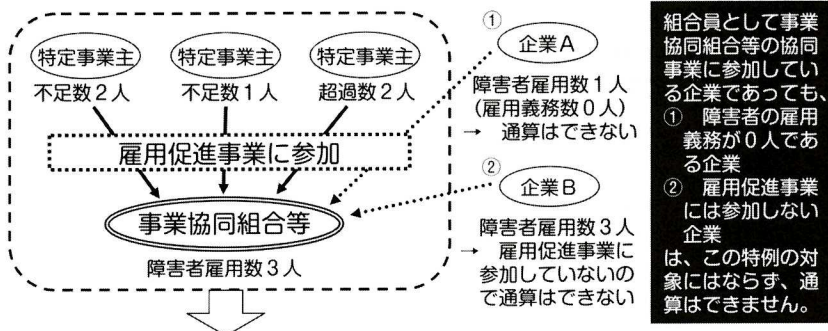 特定事業主
特定事業主
特定事業主
不足数2人
不足数1人
超過数2人
雇用促進事業に参加
事業協同組合等
障害者雇用数3人
①
企業A
障害者雇用数1人
(雇用義務数0人)
→ 通算はできない
②
企業B
障害者雇用数3人
→ 雇用促進事業に
参加していないの
で通算はできない
組合員として事業
協同組合等の協同
事業に参加してい
る企業であっても、
① 障害者の雇用
義務が0人であ
る企業
② 雇用促進事業
には参加しない
企業
は、この特例の対
象にはならず、通
算はできません。